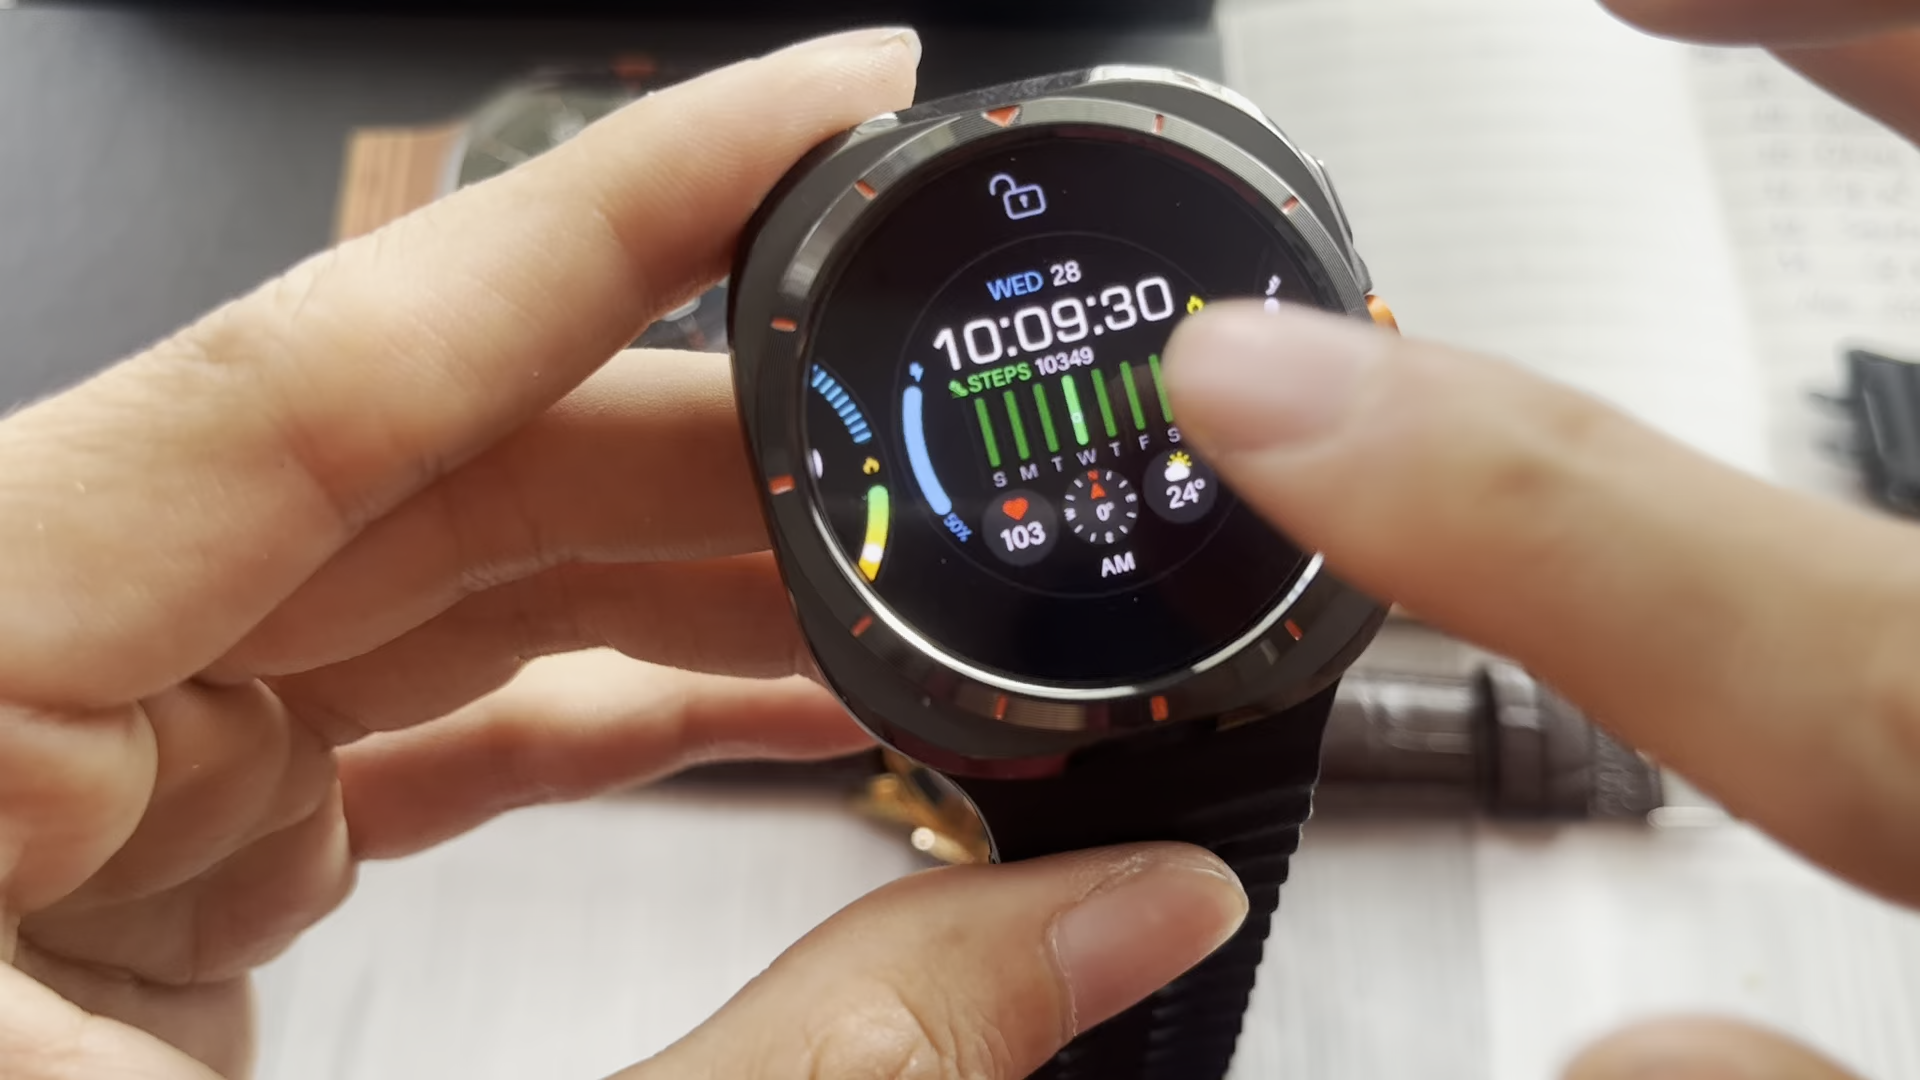 WED 28
10:09:30
STEPS 10349
S M T W T F S
50%
103
N
E
S
W
0°
24°
AM